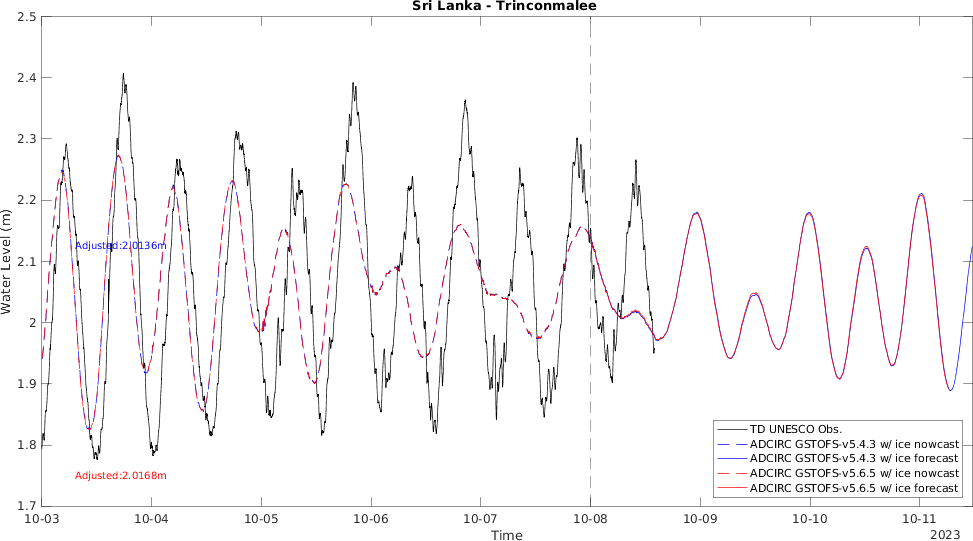 Sri Lanka - Trinconmalee
2.5
2.4
2.3
2.2
2.1
2
1.9
1.8
1.7
Water Level (m)
Adjusted:2.0136m
Adjusted:2.0168m
TD UNESCO Obs.
ADCIRC GSTOFS-v5.4.3 w/ ice nowcast
ADCIRC GSTOFS-v5.4.3 w/ ice forecast
ADCIRC GSTOFS-v5.6.5 w/ ice nowcast
ADCIRC GSTOFS-v5.6.5 w/ ice forecast
10-03 10-04 10-05 10-06 10-07 10-08 10-09 10-10 10-11
Time
2023